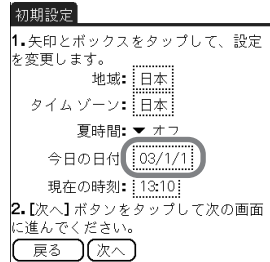 初期設定
1.矢印とボックスをタップして、設定
を変更します。
地域: 日本
タイム ゾーン: 日本
夏時間: ▼ オフ
今日の日付: 03/1/1
現在の時刻: 13:10
2.[次へ] ボタンをタップして次の画面
に進んでください。
戻る 次へ